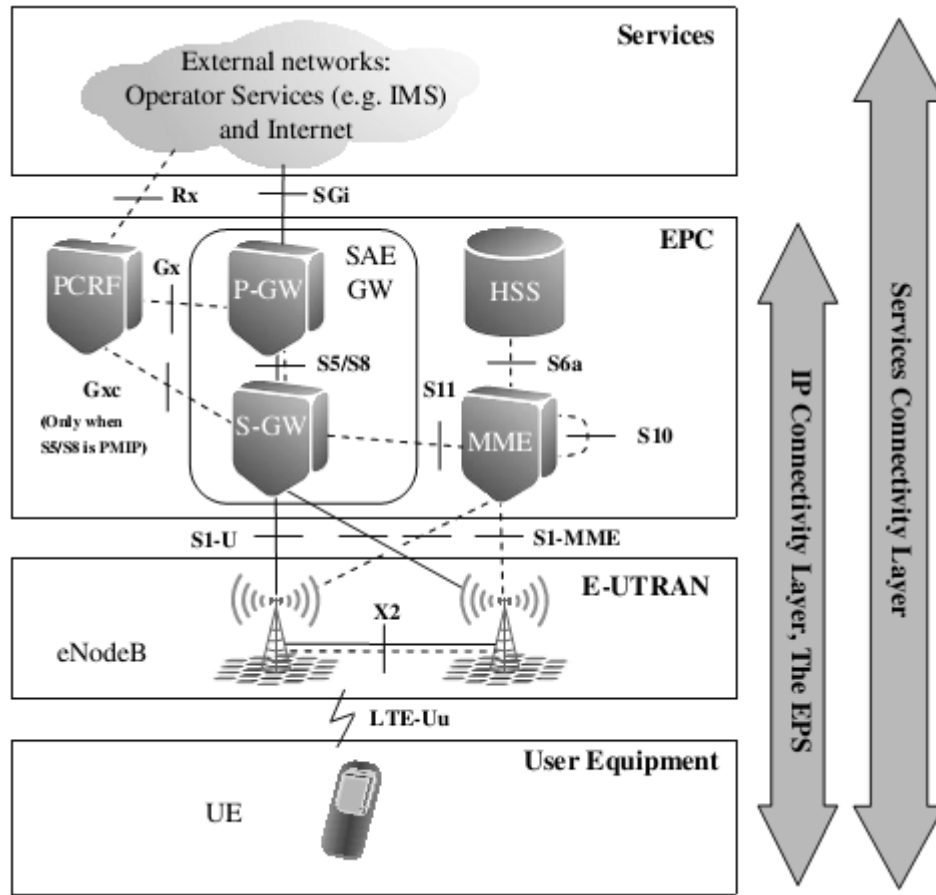 Services
External networks:
Operator Services (e.g. IMS)
and Internet
Rx
SGi
EPC
SAE
GW
PCRF
Gx
P-GW
HSS
S5/S8
S6a
Gxc
(Only when
S5/S8 is PMIP)
S-GW
S11
MME
S10
S1-U
S1-MME
E-UTRAN
X2
eNodeB
LTE-Uu
User Equipment
UE
IP Connectivity Layer, The EPS
Services Connectivity Layer